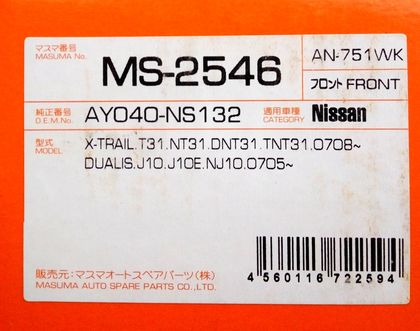 マスマ番号
MASUMA No.
MS-2546
AN-751WK
フロント FRONT
純正番号
O.E.M.No.
AY040-NS132
適用車種
CATEGORY
Nissan
型式
MODEL
X-TRAIL.T31.NT31.DNT31.TNT31.0708~
DUALIS.J10.J10E.NJ10.0705~
販売元：マスマオートスペアパーツ（株）
MASUMA AUTO SPARE PARTS CO.,LTD.
4 560116 722594